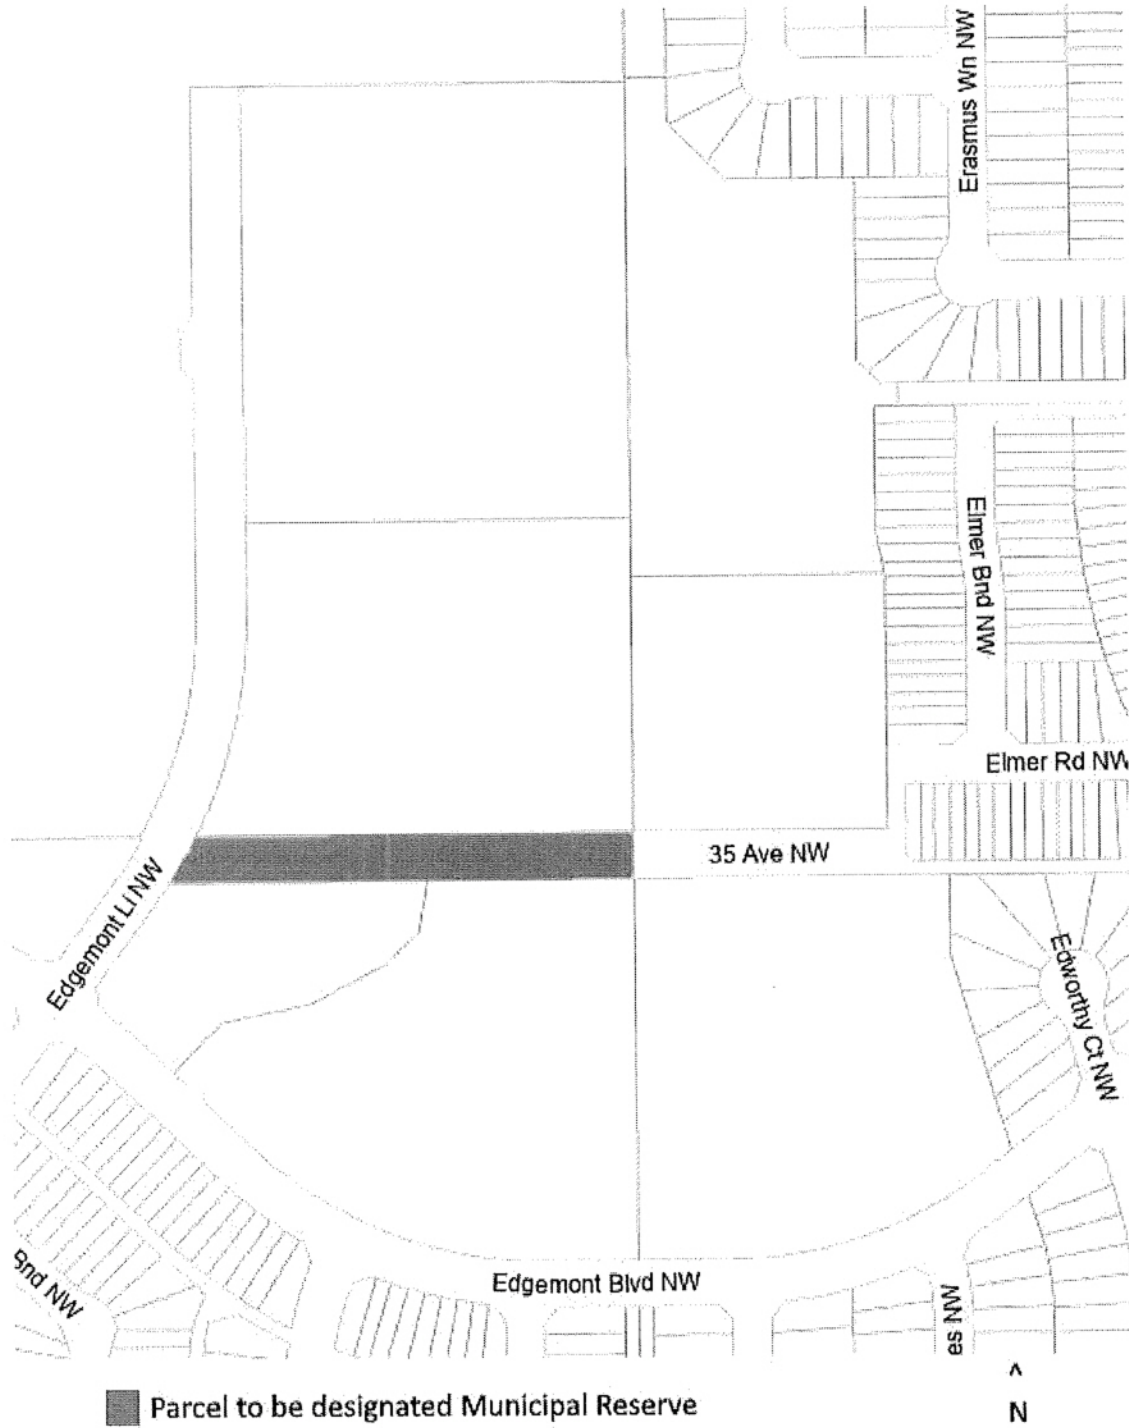 Erasmus Wn NW
Elmer Bnd NW
Elmer Rd NW
35 Ave NW
Edgemont Li NW
Edworthy Ct NW
Edgemont Blvd NW
Bnd NW
es NW
Parcel to be designated Municipal Reserve
^
N